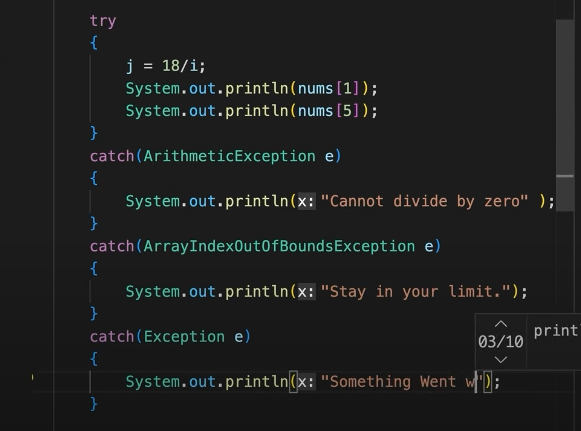 try
{
j = 18/i;
System.out.println(nums[1]);
System.out.println(nums[5]);
}
catch(ArithmeticException e)
{
System.out.println(x: "Cannot divide by zero" );
}
catch(ArrayIndexOutOfBoundsException e)
{
System.out.println(x: "Stay in your limit.");
}
catch(Exception e)
{
03/10 print
System.out.println(x: "Something Went w");
}